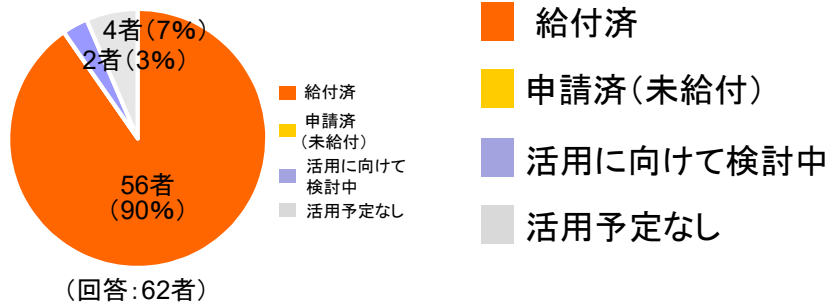 4者(7%)
2者(3%)
56者
(90%)
(回答:62者)
給付済
申請済
(未給付)
活用に向けて
検討中
活用予定なし
給付済
申請済(未給付)
活用に向けて検討中
活用予定なし